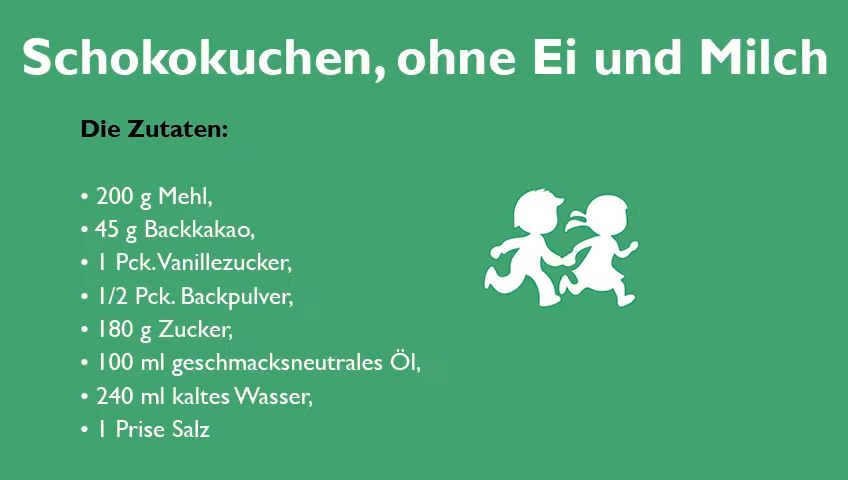 Schokokuchen, ohne Ei und Milch
Die Zutaten:
• 200 g Mehl,
• 45 g Backkakao,
• 1 Pck. Vanillezucker,
• 1/2 Pck. Backpulver,
• 180 g Zucker,
• 100 ml geschmacksneutrales Öl,
• 240 ml kaltes Wasser,
• 1 Prise Salz